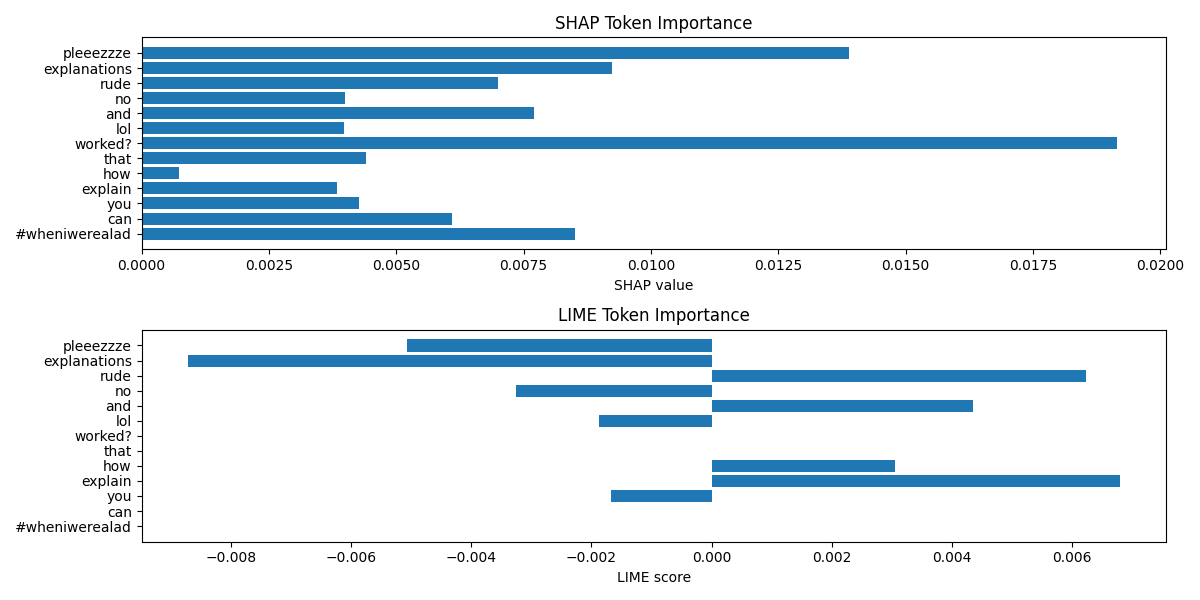 SHAP Token Importance
pleeezzze
explanations
rude
no
and
lol
worked?
that
how
explain
you
can
#wheniwerealad
0.0000 0.0025 0.0050 0.0075 0.0100 0.0125 0.0150 0.0175 0.0200
SHAP value
LIME Token Importance
pleeezzze
explanations
rude
no
and
lol
worked?
that
how
explain
you
can
#wheniwerealad
−0.008 −0.006 −0.004 −0.002 0.000 0.002 0.004 0.006
LIME score